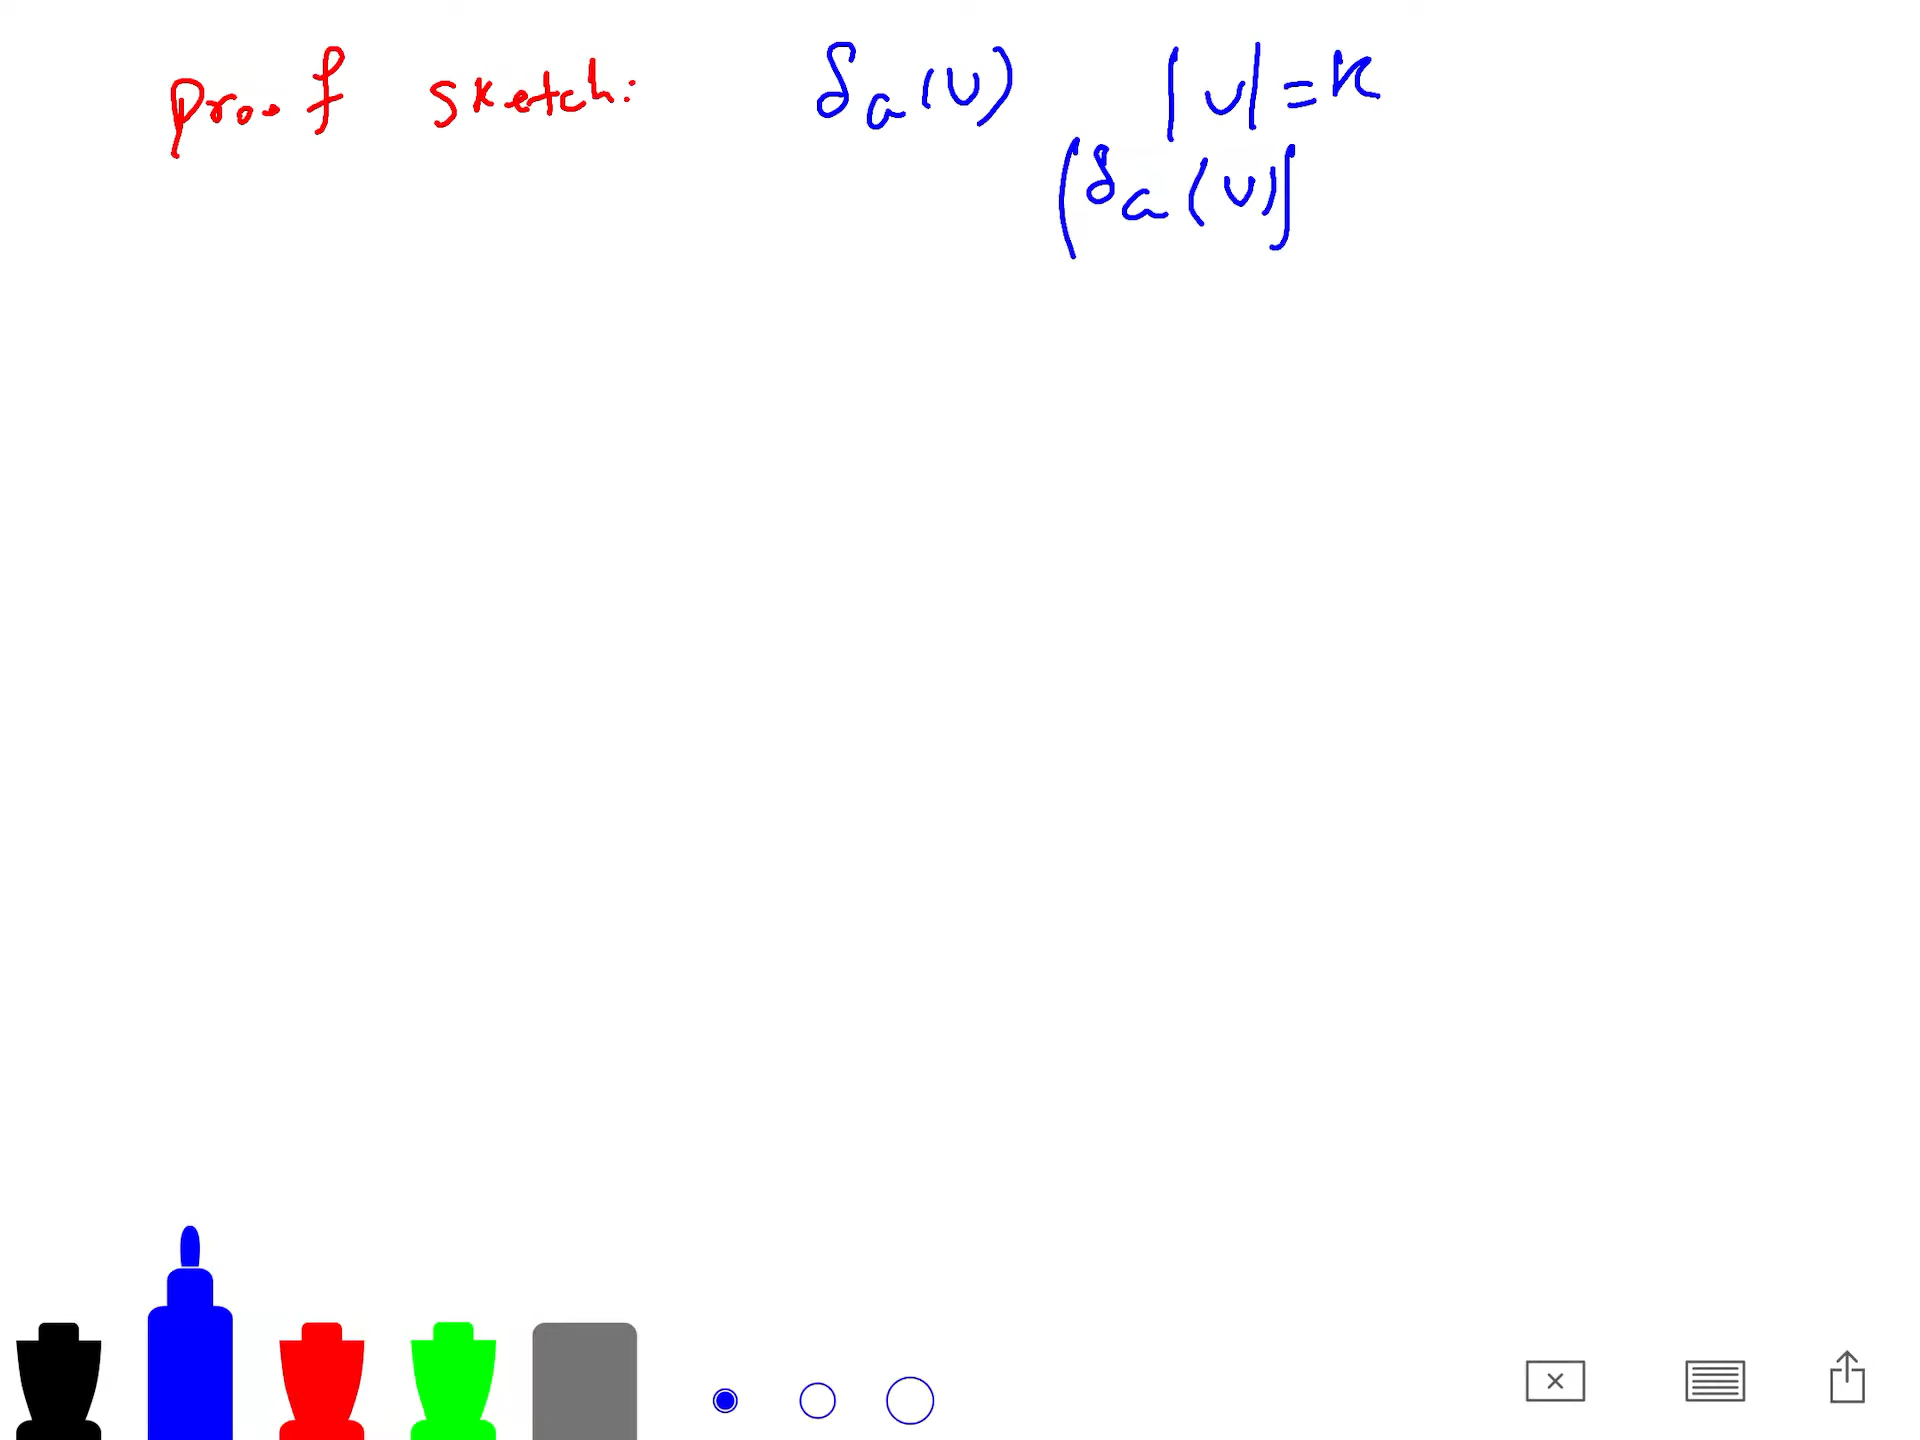 proof sketch: δa(v) |v|=k
|δa(v)|